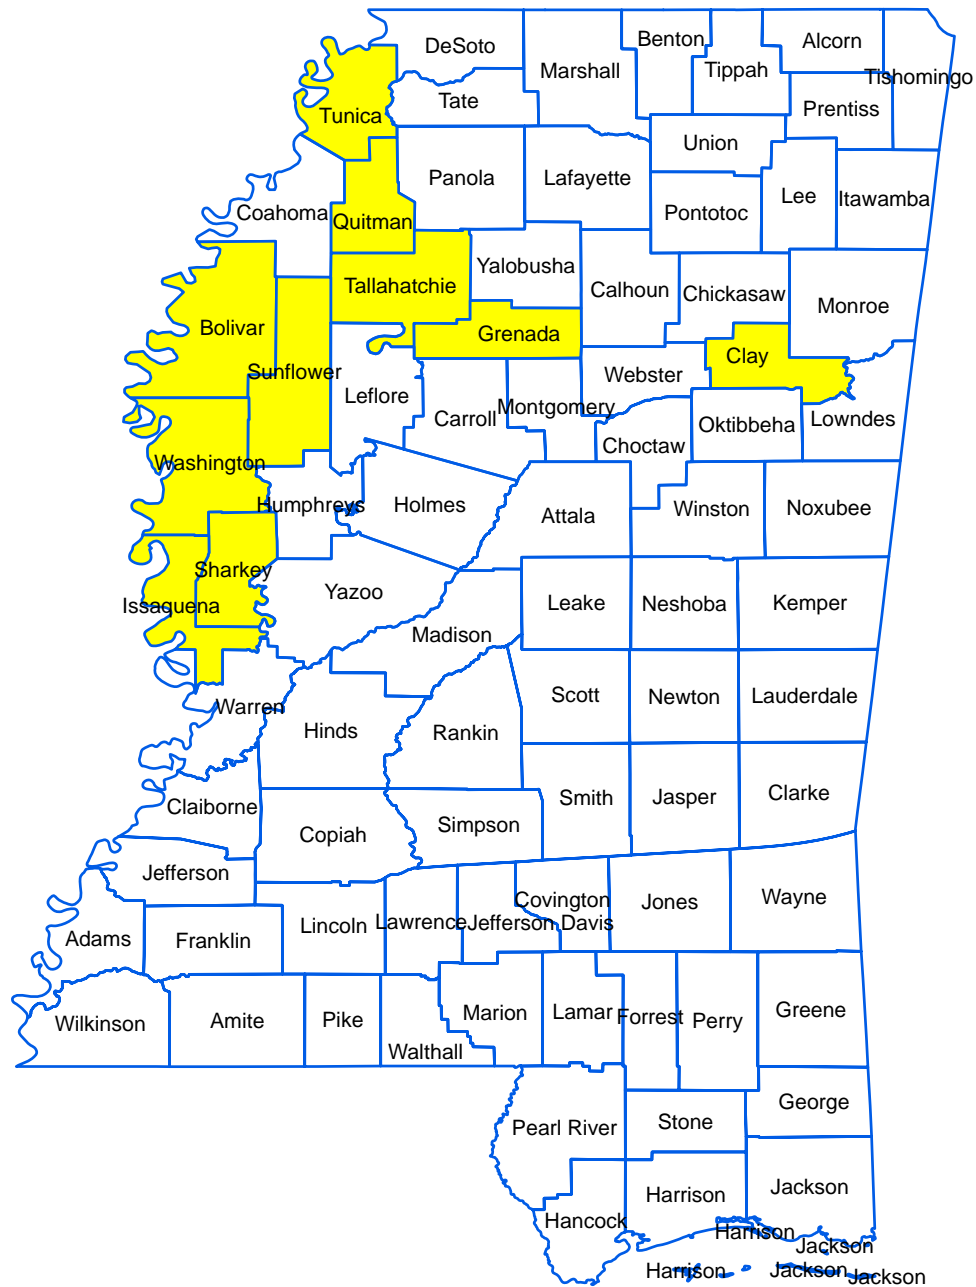 DeSoto
Benton
Alcorn
Marshall
Tippah
Tishomingo
Tate
Tunica
Prentiss
Union
Panola
Lafayette
Lee
Itawamba
Coahoma
Quitman
Pontotoc
Yalobusha
Tallahatchie
Calhoun
Chickasaw
Monroe
Bolivar
Grenada
Clay
Sunflower
Webster
Leflore
Montgomery
Carroll
Lowndes
Oktibbeha
Choctaw
Washington
Humphreys
Holmes
Attala
Winston
Noxubee
Sharkey
Yazoo
Issaquena
Leake
Neshoba
Kemper
Madison
Scott
Newton
Lauderdale
Warren
Hinds
Rankin
Claiborne
Smith
Jasper
Clarke
Copiah
Simpson
Jefferson
Covington
Jones
Wayne
Lincoln
Lawrence
Jefferson Davis
Adams
Franklin
Wilkinson
Amite
Pike
Marion
Lamar
Forrest
Perry
Greene
Walthall
George
Pearl River
Stone
Harrison
Jackson
Hancock
Harrison
Jackson
Harrison
Jackson
Jackson